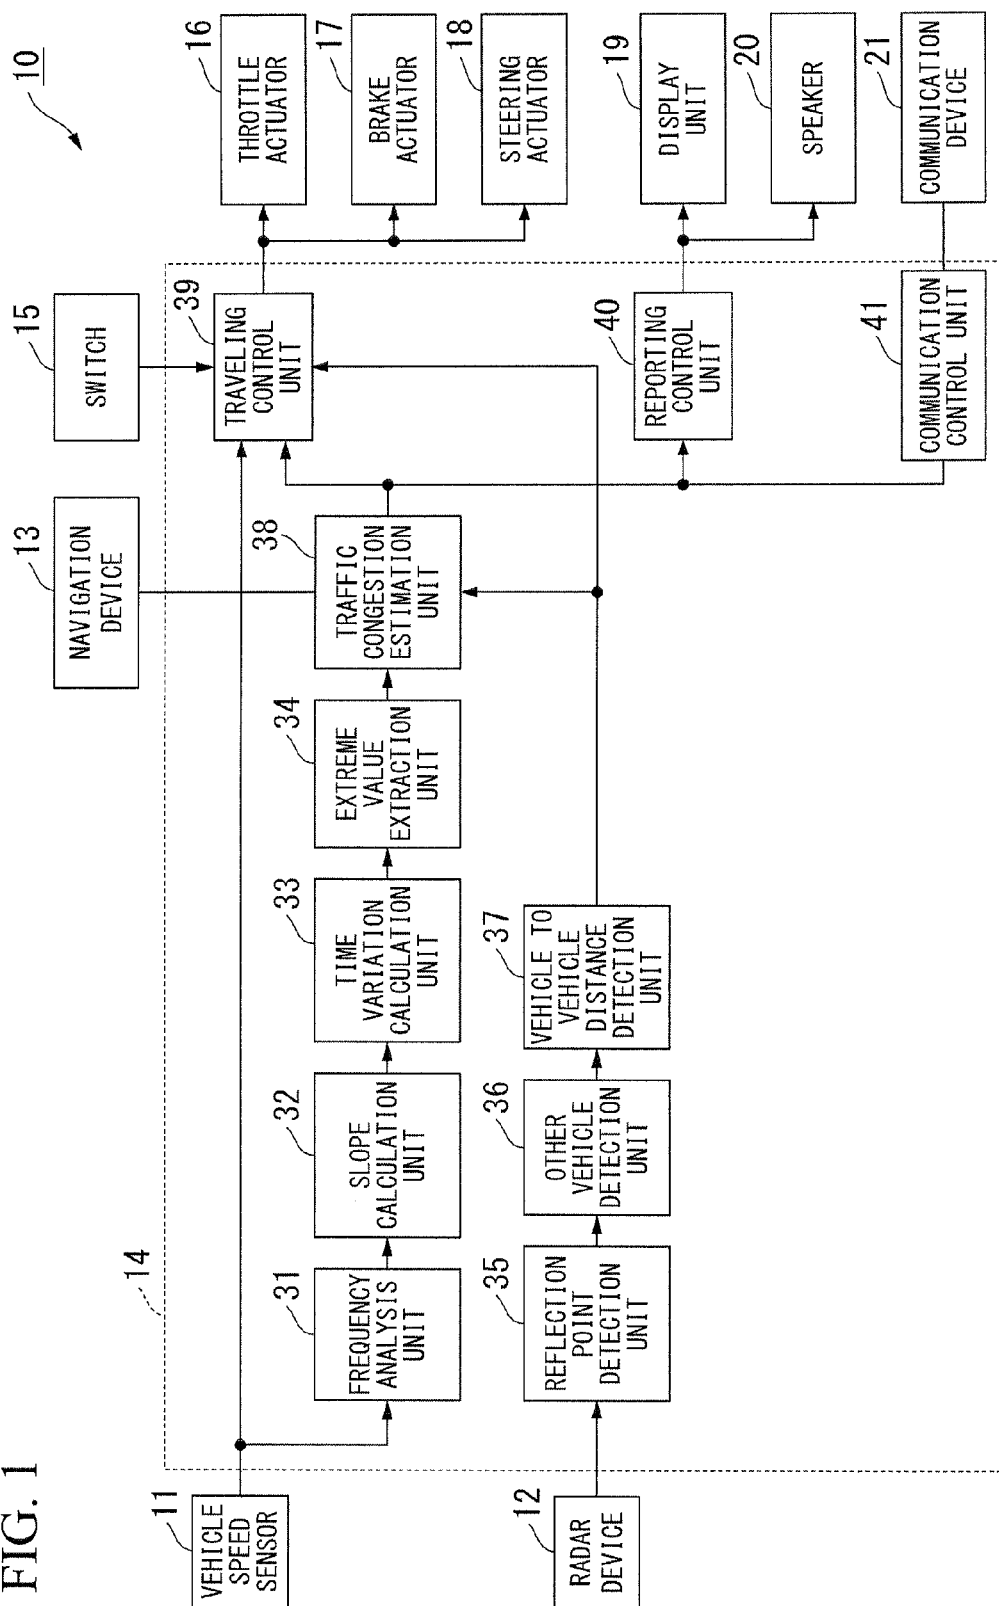 FIG. 1
10
11
VEHICLE
SPEED
SENSOR
12
RADAR
DEVICE
13
NAVIGATION
DEVICE
15
SWITCH
14
31
FREQUENCY
ANALYSIS
UNIT
32
SLOPE
CALCULATION
UNIT
33
TIME
VARIATION
CALCULATION
UNIT
34
EXTREME
VALUE
EXTRACTION
UNIT
38
TRAFFIC
CONGESTION
ESTIMATION
UNIT
39
TRAVELING
CONTROL
UNIT
35
REFLECTION
POINT
DETECTION
UNIT
36
OTHER
VEHICLE
DETECTION
UNIT
37
VEHICLE TO
VEHICLE
DISTANCE
DETECTION
UNIT
40
REPORTING
CONTROL
UNIT
41
COMMUNICATION
CONTROL UNIT
16
THROTTLE
ACTUATOR
17
BRAKE
ACTUATOR
18
STEERING
ACTUATOR
19
DISPLAY
UNIT
20
SPEAKER
21
COMMUNICATION
DEVICE